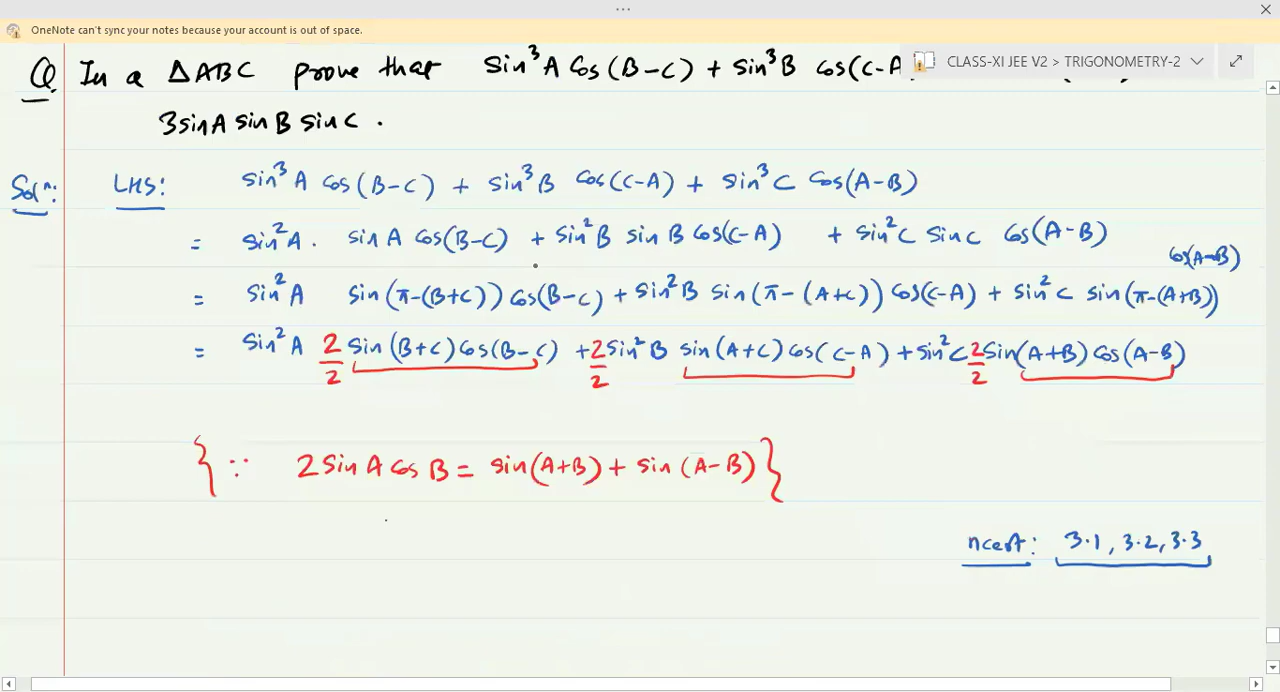 OneNote can't sync your notes because your account is out of space.
CLASS-XI JEE V2 > TRIGONOMETRY-2
Q In a ΔABC prove that sin³A cos(B-C) + sin³B cos(C-A
3sinA sinB sinC .
Solⁿ: LHS: sin³A cos(B-C) + sin³B cos(C-A) + sin³C cos(A-B)
= sin²A . sinA cos(B-C) + sin²B sinB cos(C-A) + sin²C sinC cos(A-B)
cos(A-B)
= sin²A sin(π-(B+C)) cos(B-C) + sin²B sin(π-(A+C)) cos(C-A) + sin²C sin(π-(A+B))
= sin²A 2/2 sin(B+C)cos(B-C) + 2/2 sin²B sin(A+C)cos(C-A) + sin²C 2/2 sin(A+B) cos(A-B)
{ ∵ 2sinA cosB = sin(A+B) + sin(A-B) }
ncert: 3.1, 3.2, 3.3